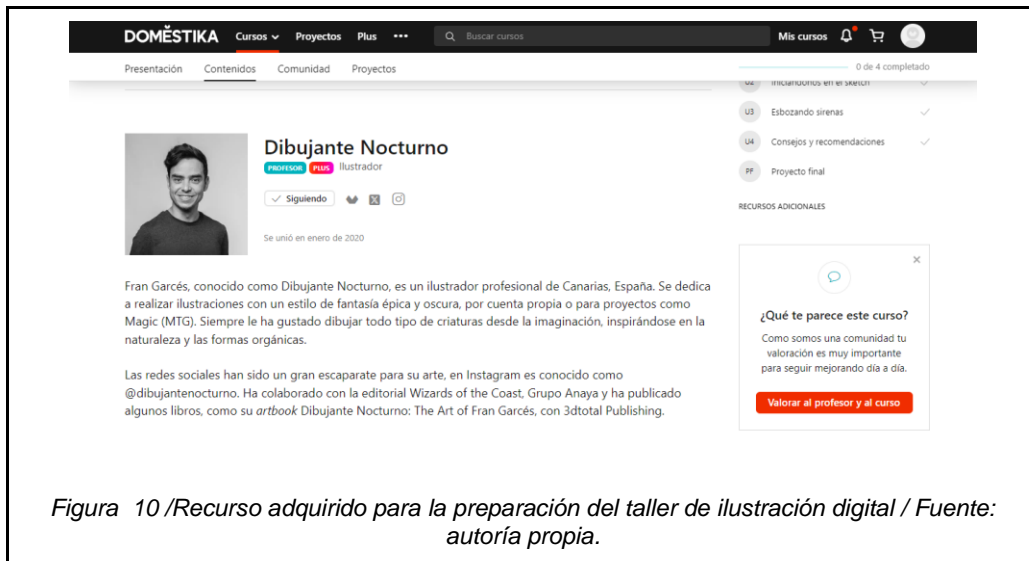 DOMĚSTIKA Cursos Proyectos Plus ••• Buscar cursos Mis cursos
Presentación Contenidos Comunidad Proyectos 0 de 4 completado
U2 Iniciándonos en el sketch
U3 Esbozando sirenas
U4 Consejos y recomendaciones
PF Proyecto final
RECURSOS ADICIONALES
Dibujante Nocturno
PROFESOR PLUS Ilustrador
Siguiendo
Se unió en enero de 2020
Fran Garcés, conocido como Dibujante Nocturno, es un ilustrador profesional de Canarias, España. Se dedica
a realizar ilustraciones con un estilo de fantasía épica y oscura, por cuenta propia o para proyectos como
Magic (MTG). Siempre le ha gustado dibujar todo tipo de criaturas desde la imaginación, inspirándose en la
naturaleza y las formas orgánicas.
Las redes sociales han sido un gran escaparate para su arte, en Instagram es conocido como
@dibujantenocturno. Ha colaborado con la editorial Wizards of the Coast, Grupo Anaya y ha publicado
algunos libros, como su artbook Dibujante Nocturno: The Art of Fran Garcés, con 3dtotal Publishing.
¿Qué te parece este curso?
Como somos una comunidad tu
valoración es muy importante
para seguir mejorando día a día.
Valorar al profesor y al curso
Figura 10 /Recurso adquirido para la preparación del taller de ilustración digital / Fuente:
autoría propia.